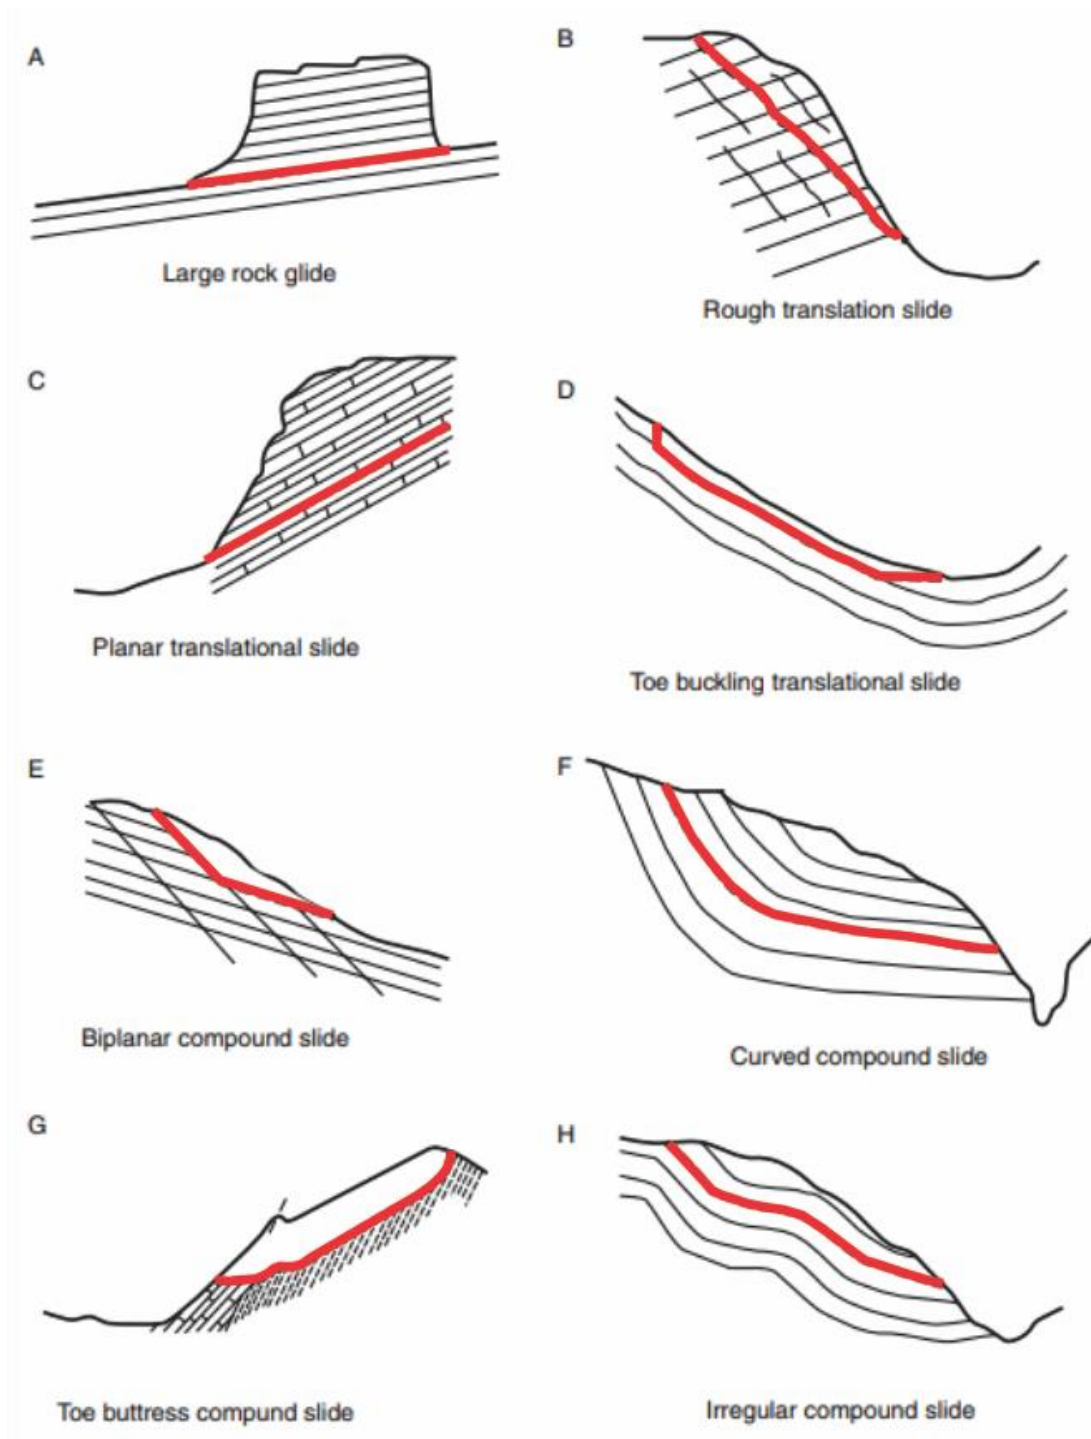 A
B
Large rock glide
Rough translation slide
C
D
Planar translational slide
Toe buckling translational slide
E
F
Biplanar compound slide
Curved compound slide
G
H
Toe buttress compund slide
Irregular compound slide